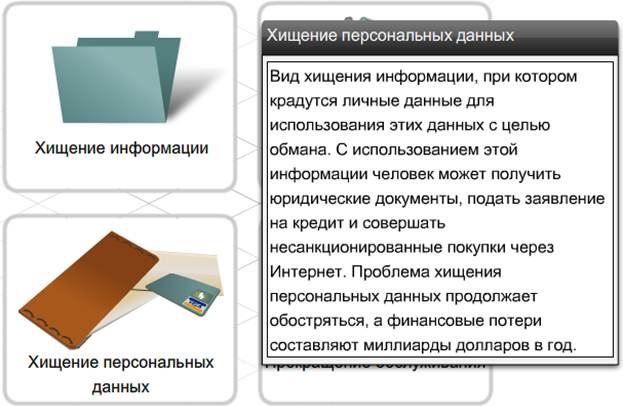 Хищение информации
Хищение персональных
данных
Хищение персональных данных
Вид хищения информации, при котором
крадутся личные данные для
использования этих данных с целью
обмана. С использованием этой
информации человек может получить
юридические документы, подать заявление
на кредит и совершать
несанкционированные покупки через
Интернет. Проблема хищения
персональных данных продолжает
обостряться, а финансовые потери
составляют миллиарды долларов в год.